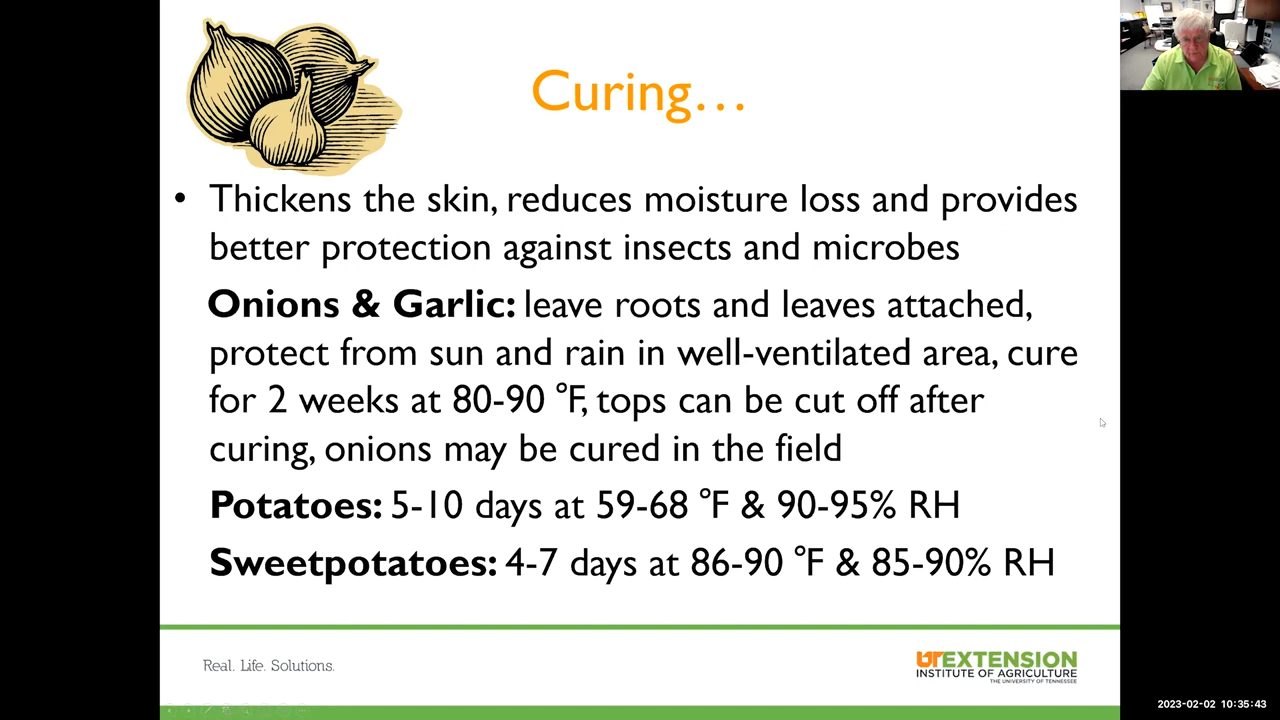 Curing…
• Thickens the skin, reduces moisture loss and provides
better protection against insects and microbes
Onions & Garlic: leave roots and leaves attached,
protect from sun and rain in well-ventilated area, cure
for 2 weeks at 80-90 °F, tops can be cut off after
curing, onions may be cured in the field
Potatoes: 5-10 days at 59-68 °F & 90-95% RH
Sweetpotatoes: 4-7 days at 86-90 °F & 85-90% RH
Real. Life. Solutions.
UT EXTENSION
INSTITUTE OF AGRICULTURE
THE UNIVERSITY OF TENNESSEE
2023-02-02 10:35:43